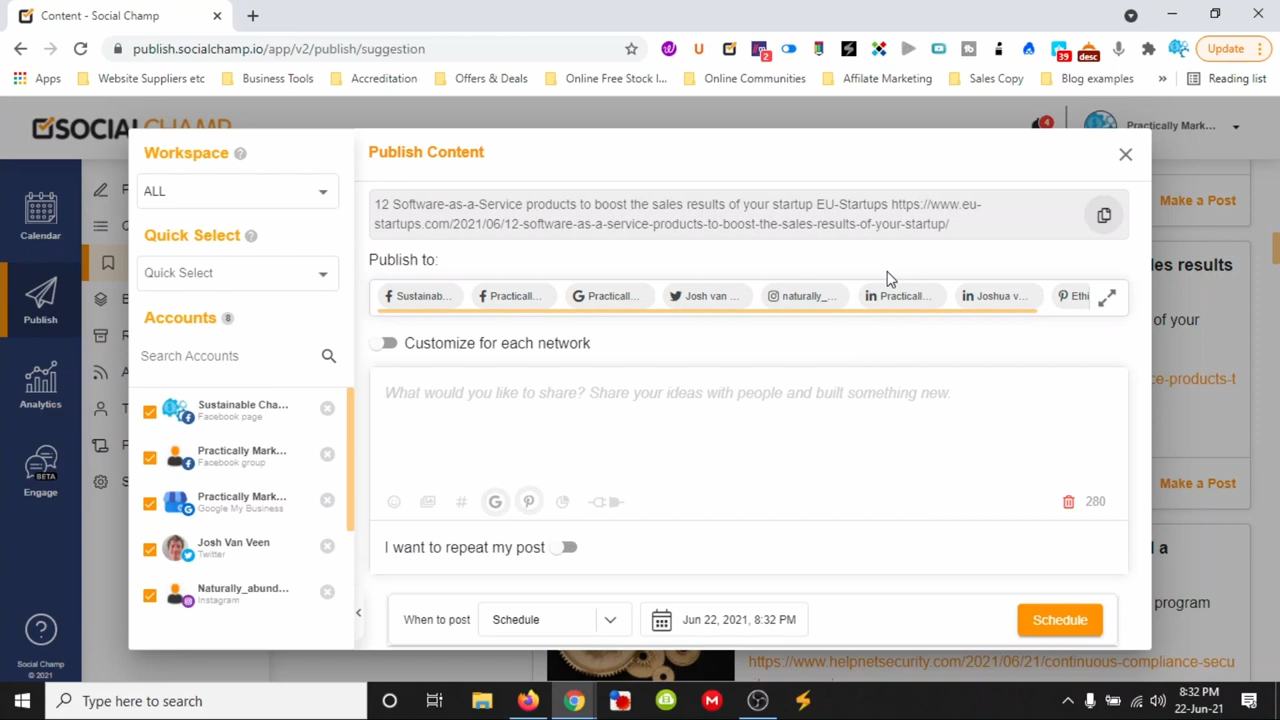 Content - Social Champ
publish.socialchamp.io/app/v2/publish/suggestion
2
39
desc
Update
Apps
Website Suppliers etc
Business Tools
Accreditation
Offers & Deals
Online Free Stock I...
Online Communities
Affilate Marketing
Sales Copy
Blog examples
»
Reading list
SOCIAL
4
Practically Mark...
Calendar
Publish
Analytics
BETA
Engage
Social Champ
© 2021
Workspace
ALL
Quick Select
Quick Select
Accounts 8
Search Accounts
Sustainable Cha...
Facebook page
Practically Mark...
Facebook group
Practically Mark...
Google My Business
Josh Van Veen
Twitter
Naturally_abund...
Instagram
Publish Content
12 Software-as-a-Service products to boost the sales results of your startup EU-Startups https://www.eu-
startups.com/2021/06/12-software-as-a-service-products-to-boost-the-sales-results-of-your-startup/
Publish to:
Sustainab...
Practicall...
Practicall...
Josh van ...
naturally_...
Practicall...
Joshua v...
Ethi
Customize for each network
What would you like to share? Share your ideas with people and built something new.
280
I want to repeat my post
When to post
Schedule
Jun 22, 2021, 8:32 PM
Schedule
Make a Post
les results
of your
ce-products-t
Make a Post
d a
program
https://www.helpnetsecurity.com/2021/06/21/continuous-compliance-secu
Type here to search
8:32 PM
22-Jun-21